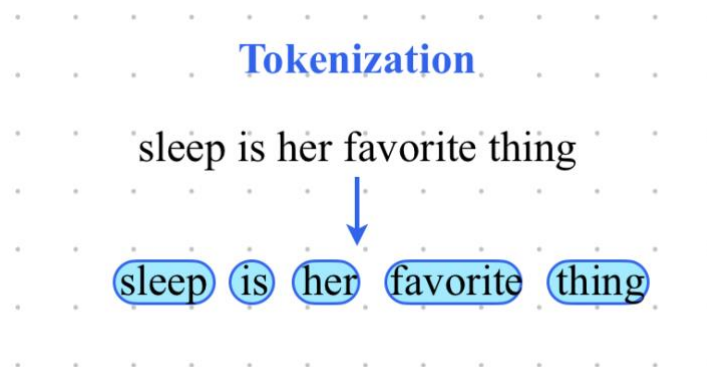 Tokenization
sleep is her favorite thing
sleep is her favorite thing